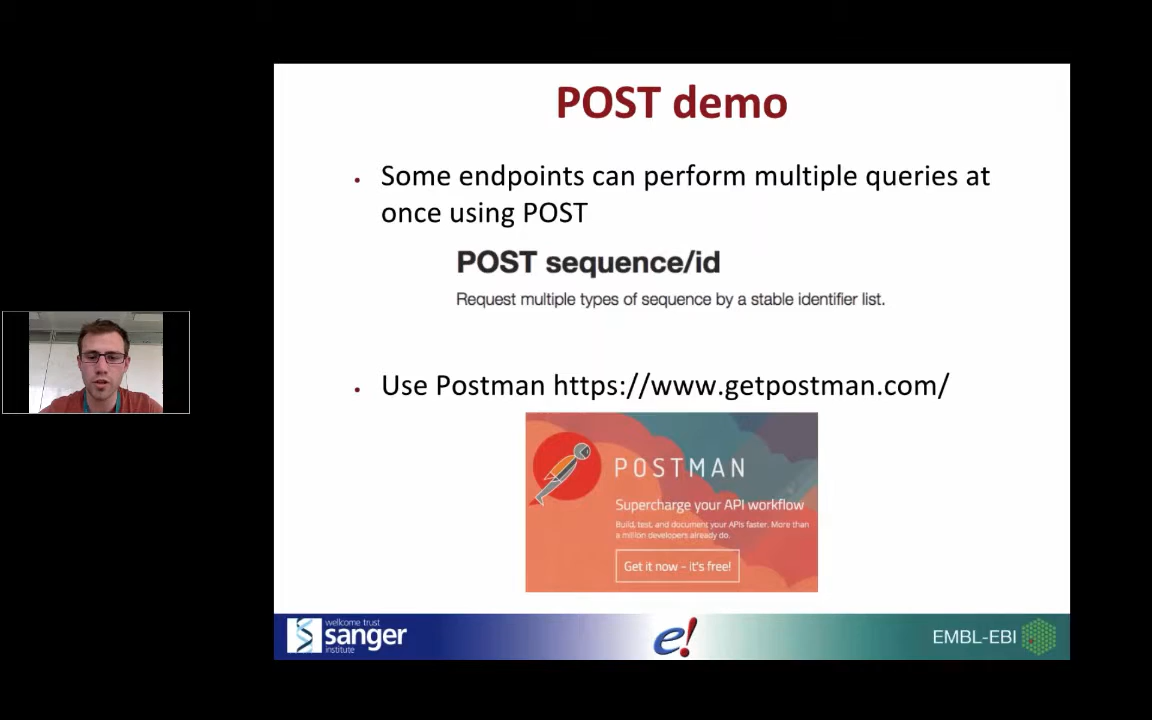 POST demo
Some endpoints can perform multiple queries at
once using POST
POST sequence/id
Request multiple types of sequence by a stable identifier list.
Use Postman https://www.getpostman.com/
POSTMAN
Supercharge your API workflow
Build, test, and document your APIs faster. More than
a million developers already do.
Get it now - it's free!
wellcome trust
sanger
institute
e!
EMBL-EBI